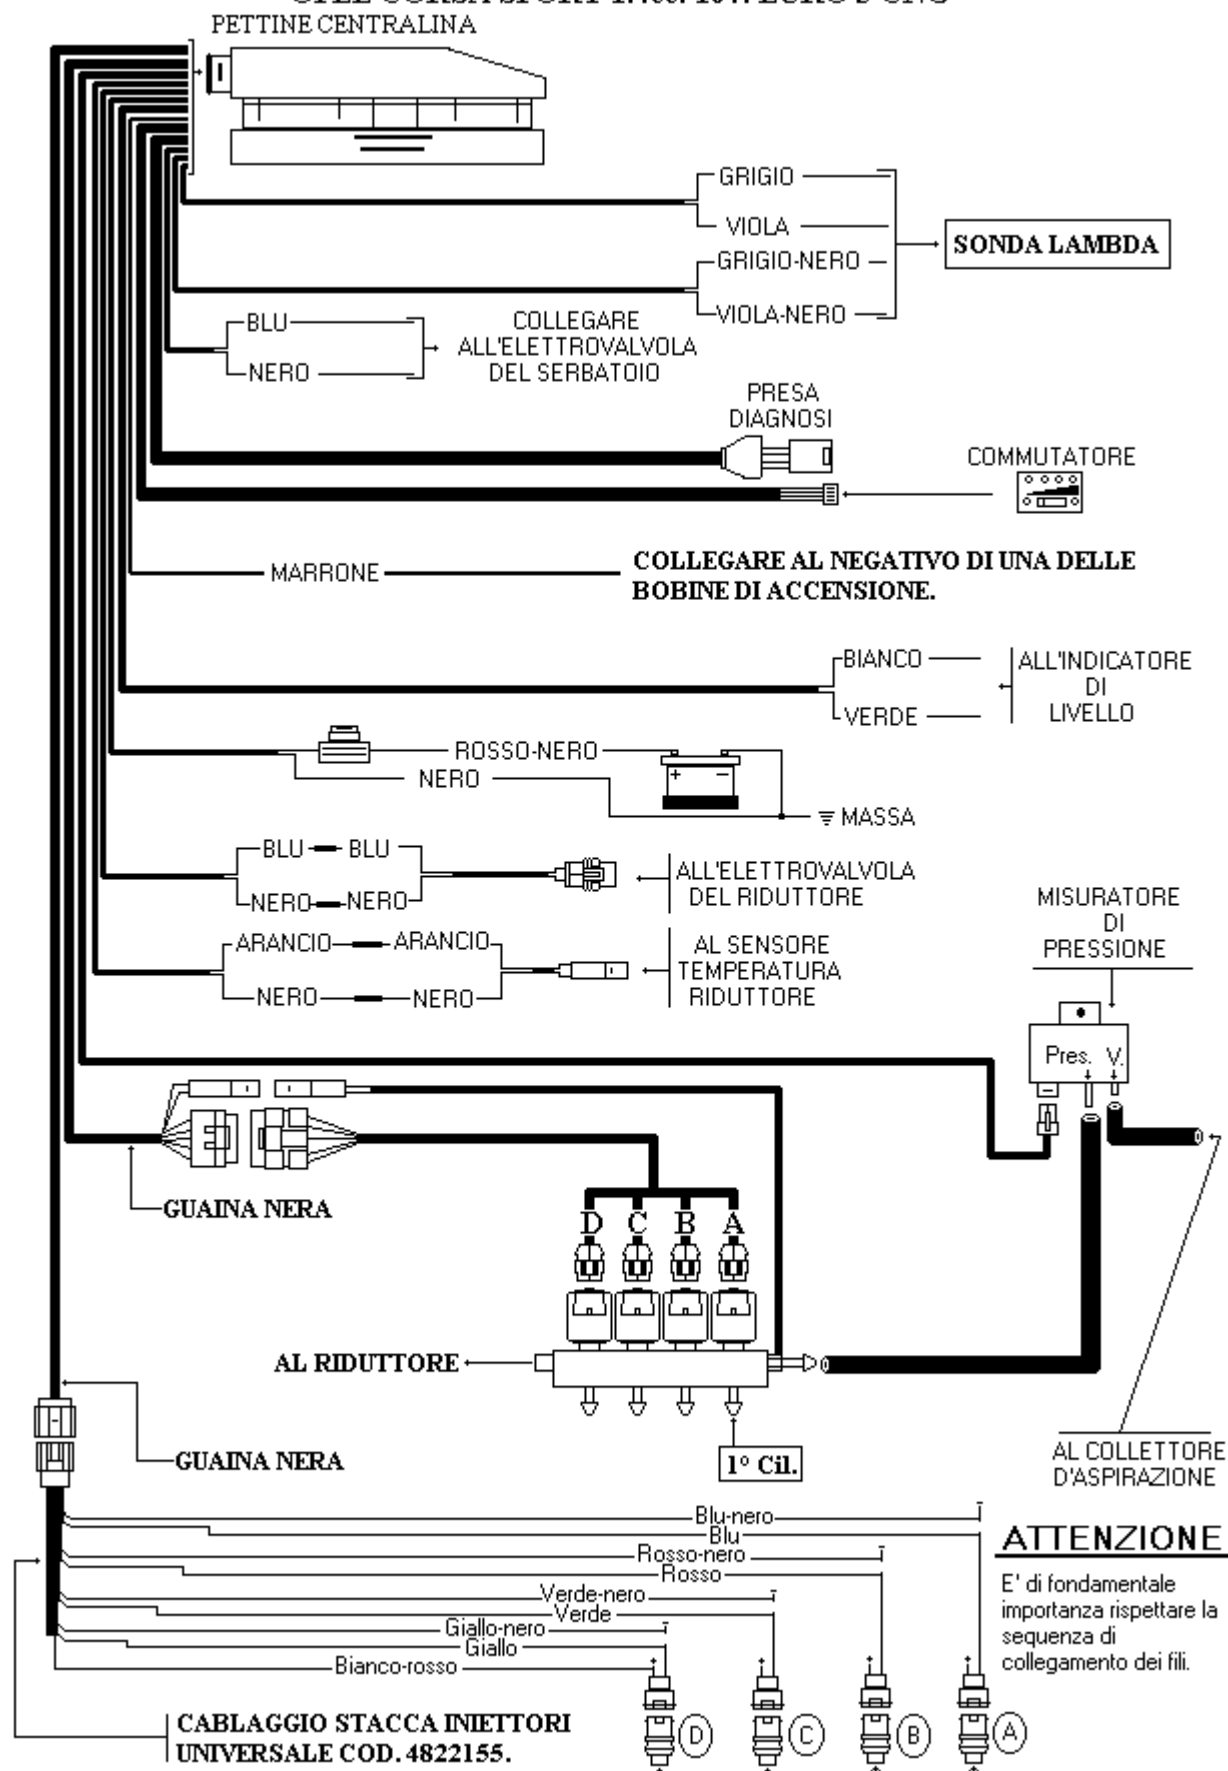 PETTINE CENTRALINA
GRIGIO
VIOLA
GRIGIO-NERO
VIOLA-NERO
SONDA LAMBDA
BLU
NERO
COLLEGARE
ALL'ELETTROVALVOLA
DEL SERBATOIO
PRESA
DIAGNOSI
COMMUTATORE
MARRONE
COLLEGARE AL NEGATIVO DI UNA DELLE
BOBINE DI ACCENSIONE.
BIANCO
VERDE
ALL'INDICATORE
DI
LIVELLO
ROSSO-NERO
NERO
+ −
MASSA
BLU BLU
NERO NERO
ALL'ELETTROVALVOLA
DEL RIDUTTORE
ARANCIO ARANCIO
NERO NERO
AL SENSORE
TEMPERATURA
RIDUTTORE
MISURATORE
DI
PRESSIONE
Pres. V.
GUAINA NERA
D C B A
AL RIDUTTORE
1° Cil.
GUAINA NERA
AL COLLETTORE
D'ASPIRAZIONE
Blu-nero
Blu
Rosso-nero
Rosso
Verde-nero
Verde
Giallo-nero
Giallo
Bianco-rosso
ATTENZIONE
E' di fondamentale
importanza rispettare la
sequenza di
collegamento dei fili.
CABLAGGIO STACCA INIETTORI
UNIVERSALE COD. 4822155.
D C B A